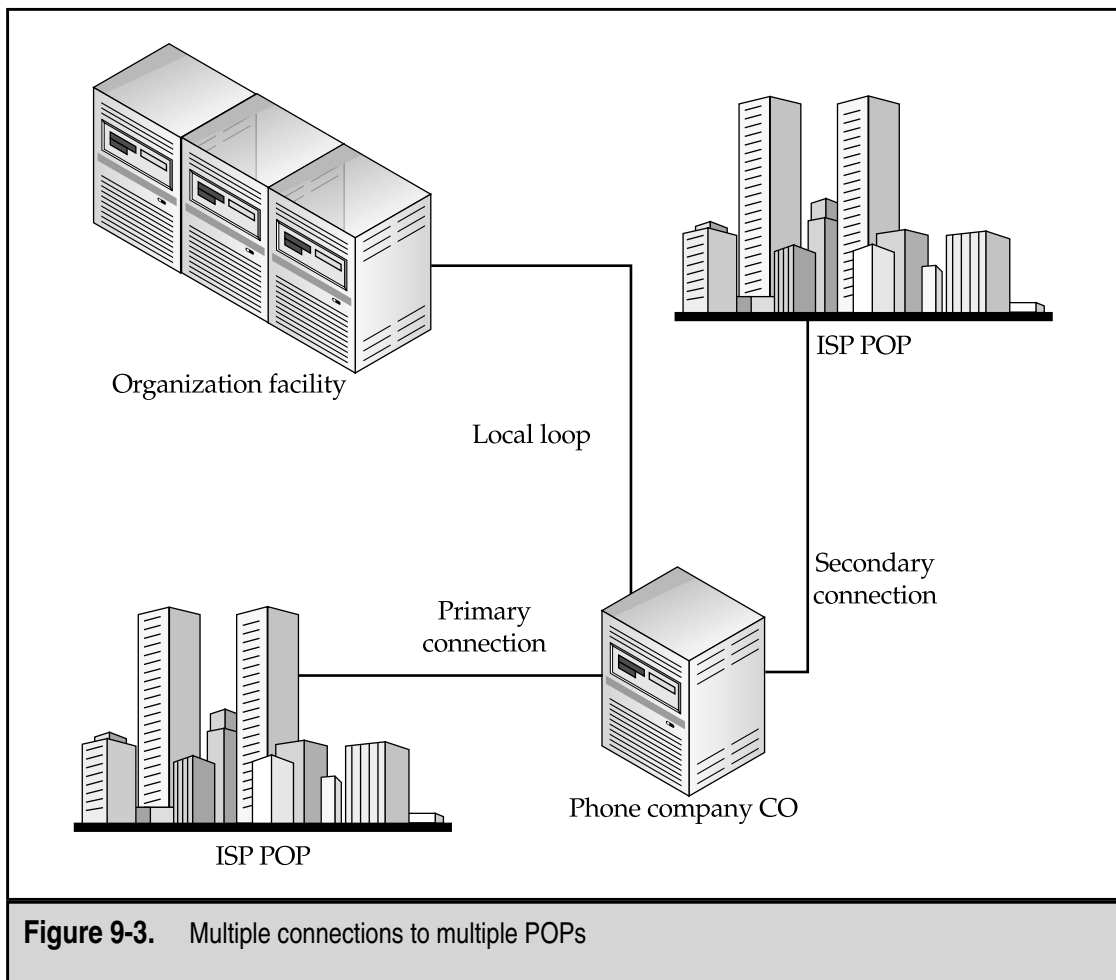 ISP POP
Organization facility
Local loop
Secondary
connection
Primary
connection
Phone company CO
ISP POP
Figure 9-3. Multiple connections to multiple POPs